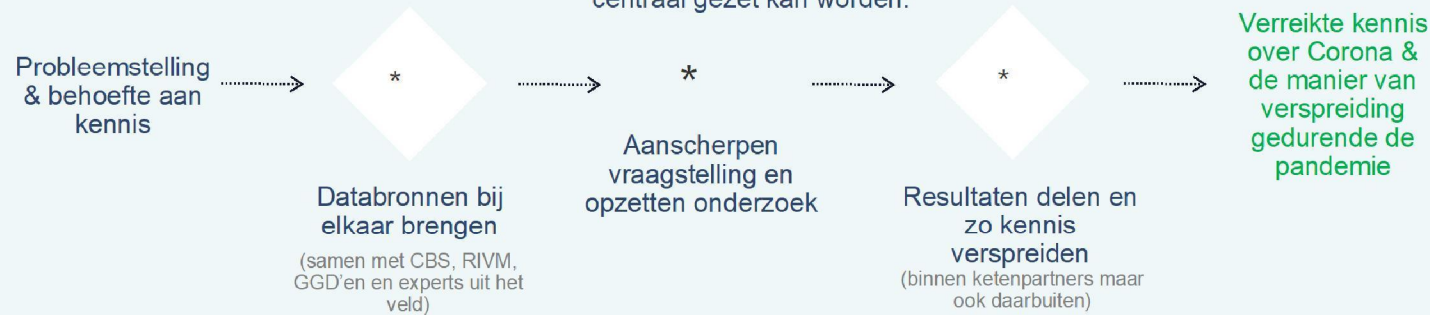 centraal gezet kan worden.
Probleemstelling
& behoefte aan
kennis
*
Databronnen bij
elkaar brengen
(samen met CBS, RIVM,
GGD'en en experts uit het
veld)
*
Aanscherpen
vraagstelling en
opzetten onderzoek
*
Resultaten delen en
zo kennis
verspreiden
(binnen ketenpartners maar
ook daarbuiten)
Verreikte kennis
over Corona &
de manier van
verspreiding
gedurende de
pandemie